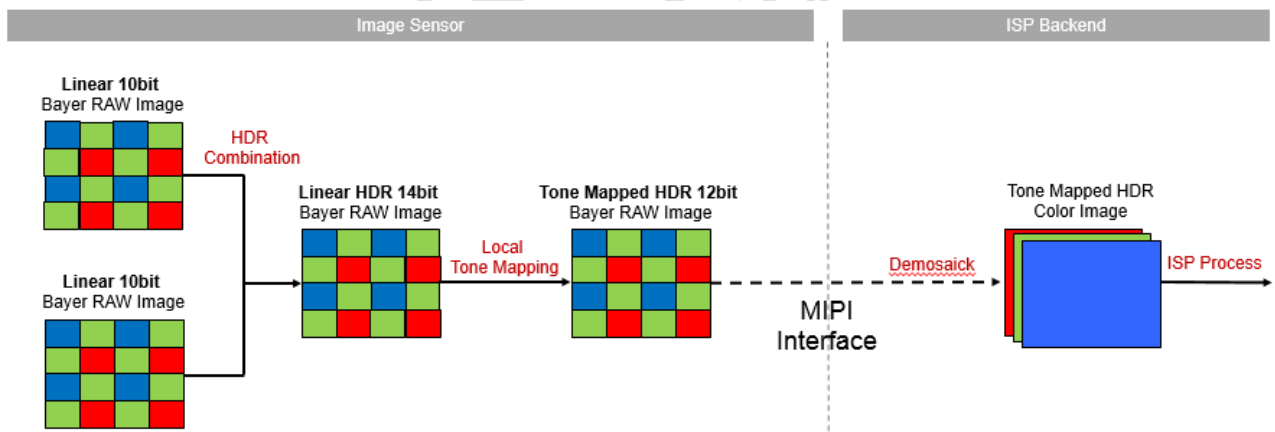 Image Sensor
ISP Backend
Linear 10bit
Bayer RAW Image
HDR
Combination
Linear 10bit
Bayer RAW Image
Linear HDR 14bit
Bayer RAW Image
Local
Tone Mapping
Tone Mapped HDR 12bit
Bayer RAW Image
MIPI
Interface
Demosaick
Tone Mapped HDR
Color Image
ISP Process